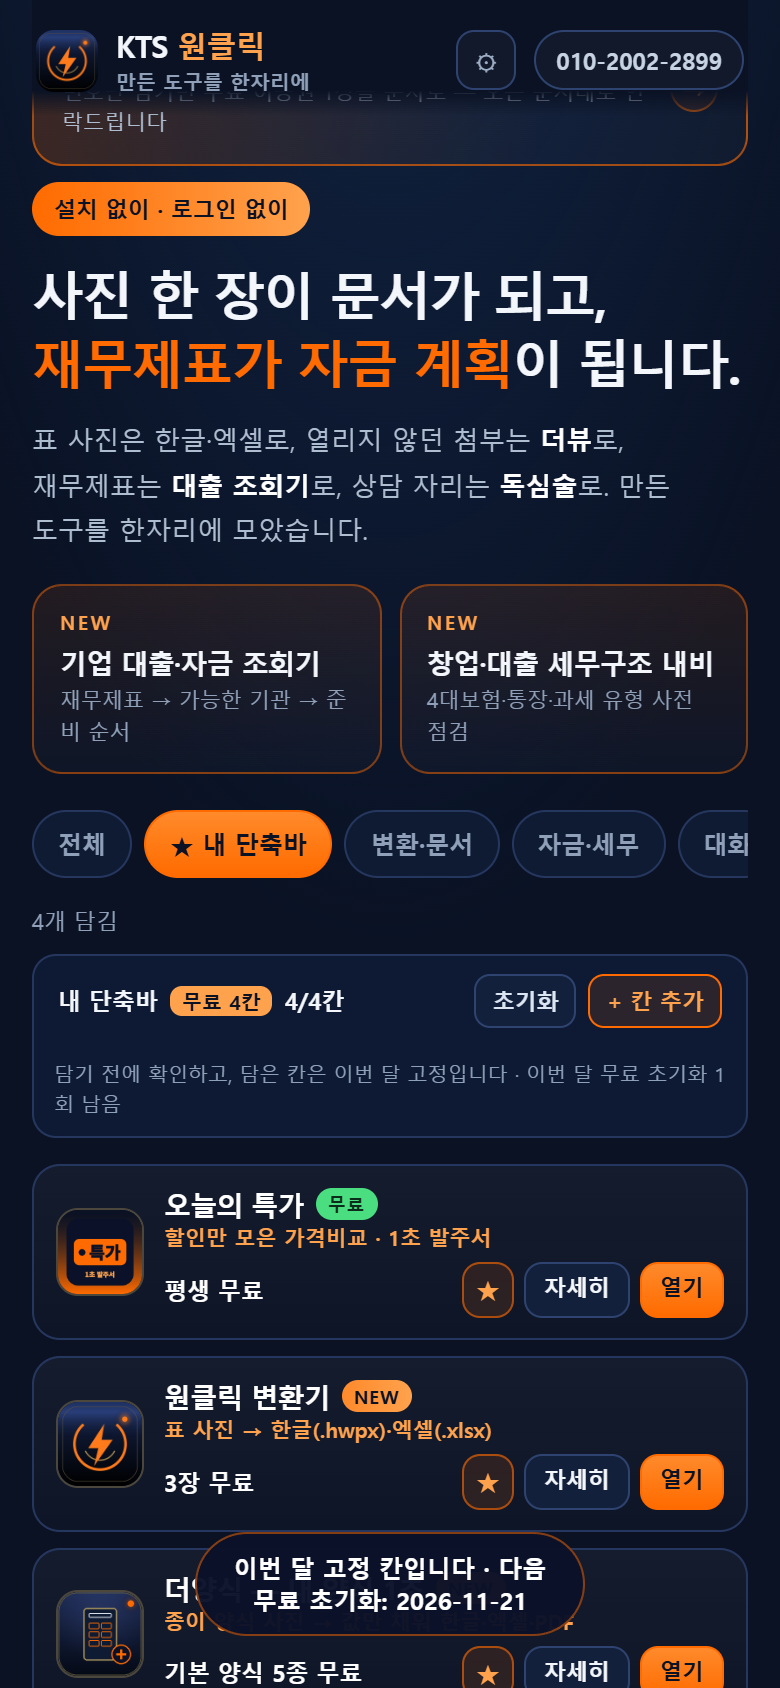 KTS 원클릭
만든 도구를 한자리에
010-2002-2899
락드립니다
설치 없이 · 로그인 없이
사진 한 장이 문서가 되고,
재무제표가 자금 계획이 됩니다.
표 사진은 한글·엑셀로, 열리지 않던 첨부는 더뷰로,
재무제표는 대출 조회기로, 상담 자리는 독심술로. 만든
도구를 한자리에 모았습니다.
NEW
기업 대출·자금 조회기
재무제표 → 가능한 기관 → 준
비 순서
NEW
창업·대출 세무구조 내비
4대보험·통장·과세 유형 사전
점검
전체
★ 내 단축바
변환·문서
자금·세무
대화
4개 담김
내 단축바 무료 4칸 4/4칸
초기화
+ 칸 추가
담기 전에 확인하고, 담은 칸은 이번 달 고정입니다 · 이번 달 무료 초기화 1
회 남음
특가
1초 발주서
오늘의 특가 무료
할인만 모은 가격비교 · 1초 발주서
평생 무료
★
자세히
열기
원클릭 변환기 NEW
표 사진 → 한글(.hwpx)·엑셀(.xlsx)
3장 무료
★
자세히
열기
이번 달 고정 칸입니다 · 다음
무료 초기화: 2026-11-21
종이
기본 양식 5종 무료
★
자세히
열기